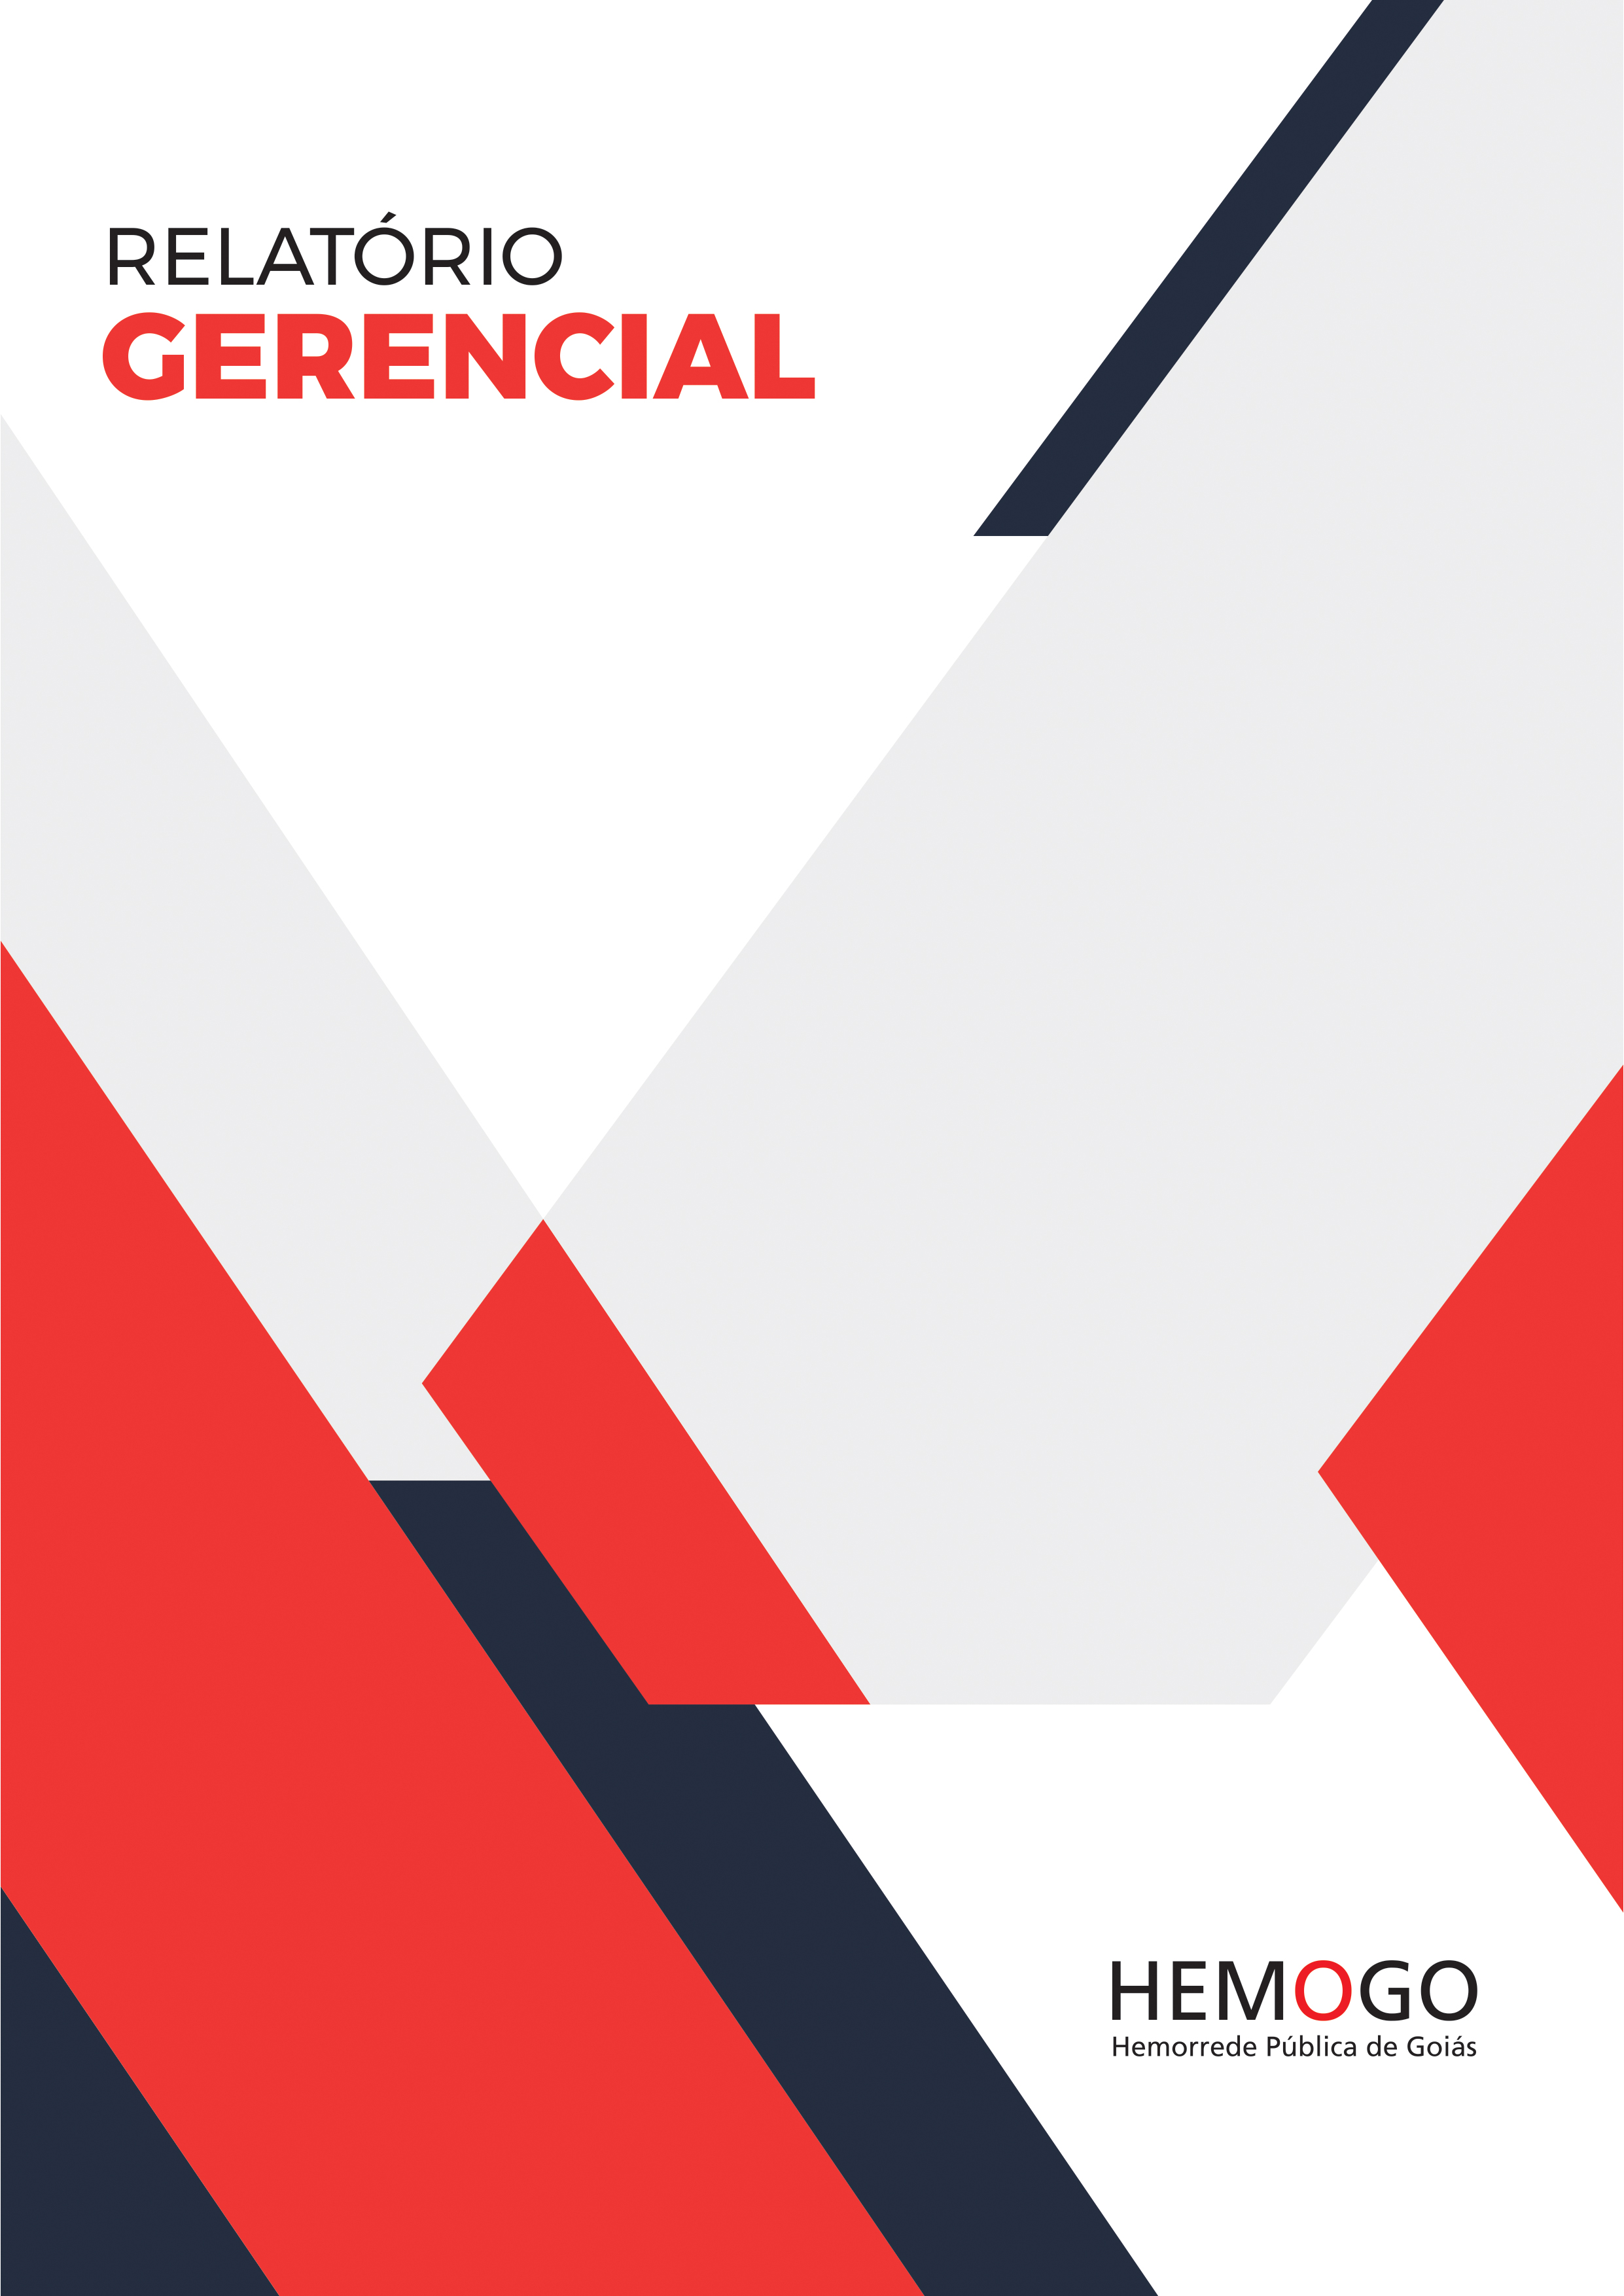 RELATÓRIO
GERENCIAL
HEMOGO
Hemorrede Pública de Goiás